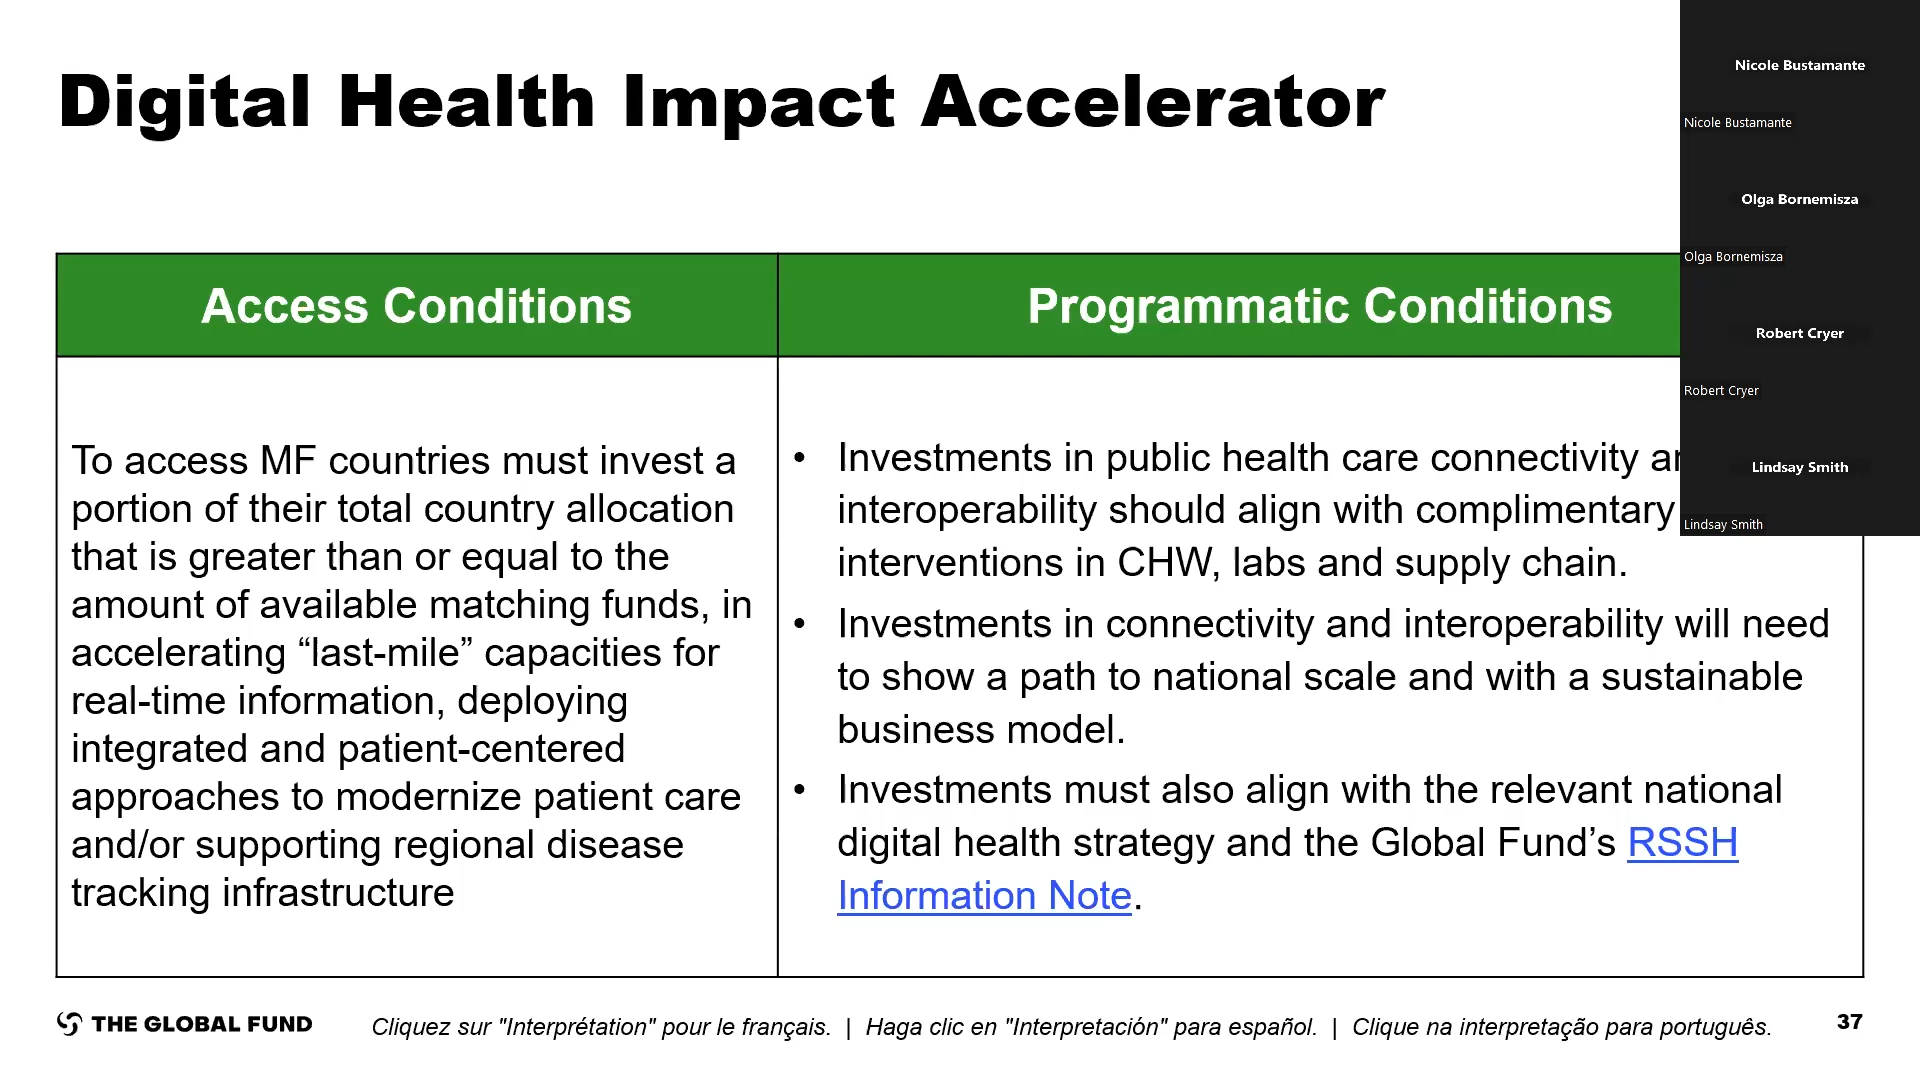 Digital Health Impact Accelerator
Access Conditions
Programmatic Conditions
To access MF countries must invest a
portion of their total country allocation
that is greater than or equal to the
amount of available matching funds, in
accelerating “last-mile” capacities for
real-time information, deploying
integrated and patient-centered
approaches to modernize patient care
and/or supporting regional disease
tracking infrastructure
• Investments in public health care connectivity
interoperability should align with complimentary
interventions in CHW, labs and supply chain.
• Investments in connectivity and interoperability will need
to show a path to national scale and with a sustainable
business model.
• Investments must also align with the relevant national
digital health strategy and the Global Fund’s RSSH
Information Note.
THE GLOBAL FUND
Cliquez sur "Interprétation" pour le français. | Haga clic en "Interpretación" para español. | Clique na interpretação para português.
37
Nicole Bustamante
Nicole Bustamante
Olga Bornemisza
Olga Bornemisza
Robert Cryer
Robert Cryer
Lindsay Smith
Lindsay Smith